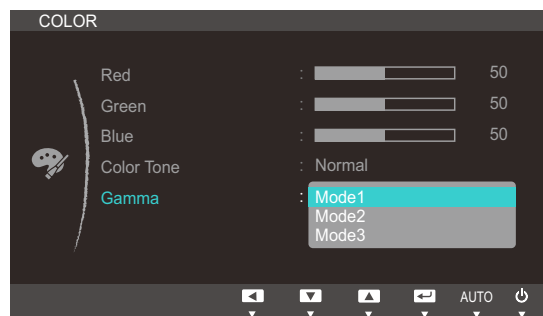 COLOR
Red : 50
Green : 50
Blue : 50
Color Tone : Normal
Gamma : Mode1
Mode2
Mode3
AUTO